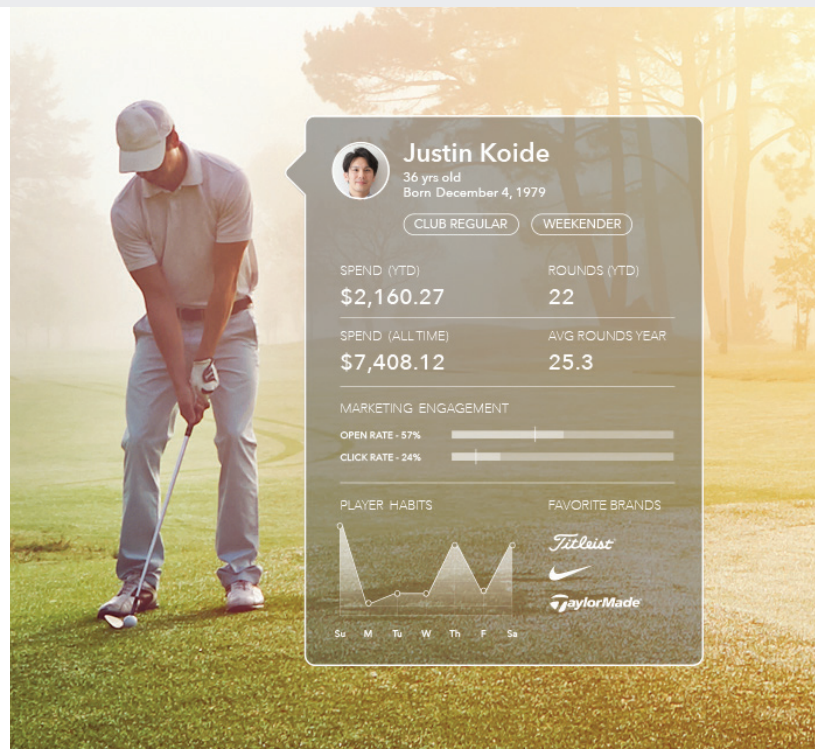 Justin Koide
36 yrs old
Born December 4, 1979
CLUB REGULAR
WEEKENDER
SPEND (YTD)
ROUNDS (YTD)
$2,160.27
22
SPEND (ALL TIME)
AVG ROUNDS YEAR
$7,408.12
25.3
MARKETING ENGAGEMENT
OPEN RATE - 57%
CLICK RATE - 24%
PLAYER HABITS
FAVORITE BRANDS
Titleist
TaylorMade
Su M Tu W Th F Sa